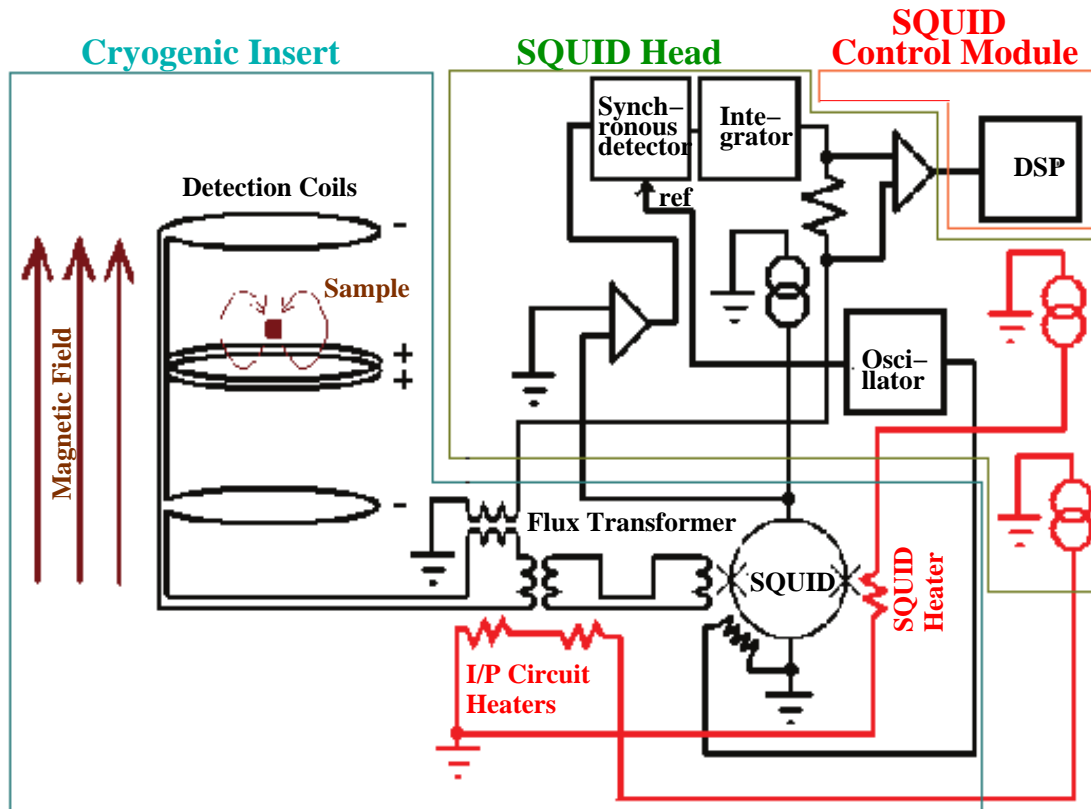 Cryogenic Insert
SQUID Head
SQUID
Control Module
Synch–
ronous
detector
Inte–
grator
DSP
ref
Detection Coils
-
Sample
+
+
Magnetic Field
-
Osci–
llator
Flux Transformer
SQUID
SQUID
Heater
I/P Circuit
Heaters